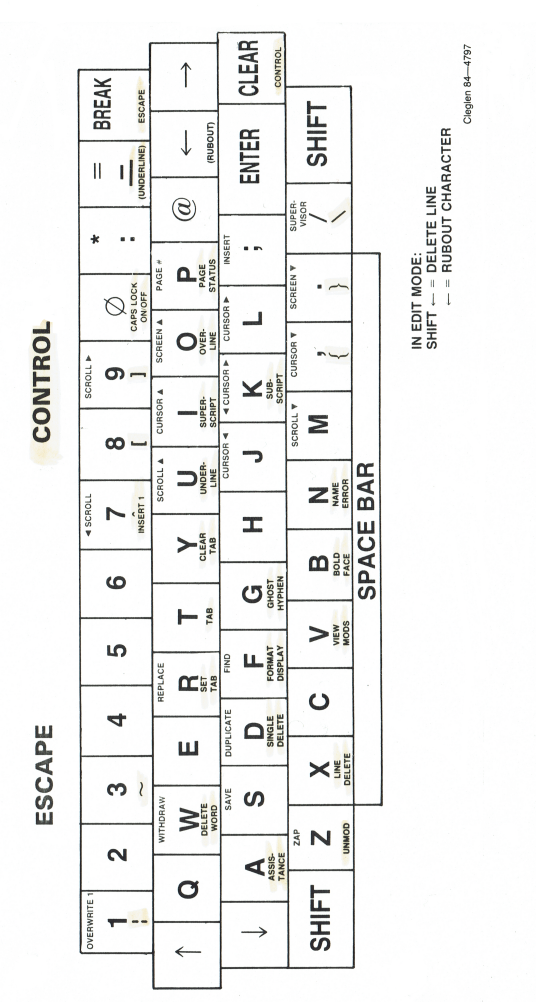 ESCAPE CONTROL
OVERWRITE 1 ◄ SCROLL SCROLL ►
1 2 3 4 5 6 7 8 9 Ø * = BREAK
¦ ~ INSERT 1 [ ] CAPS LOCK ON/OFF : — (UNDERLINE) ESCAPE
WITHDRAW REPLACE SCROLL ▲ CURSOR ▲ SCREEN ▲ PAGE #
↑ Q W E R T Y U I O P @ ← →
DELETE WORD SET TAB TAB CLEAR TAB UNDER-LINE SUPER-SCRIPT OVER-LINE PAGE STATUS (RUBOUT)
SAVE DUPLICATE FIND CURSOR ◄ ◄ CURSOR ► CURSOR ► INSERT
↓ A S D F G H J K L ; ENTER CLEAR
ASSIS-TANCE SINGLE DELETE FORMAT DISPLAY GHOST HYPHEN SUB-SCRIPT CONTROL
ZAP SCROLL ▼ CURSOR ▼ SCREEN ▼ SUPER-VISOR
SHIFT Z X C V B N M , . / SHIFT
UNMOD LINE DELETE VIEW MODS BOLD FACE NAME ERROR { } \
SPACE BAR
IN EDIT MODE:
SHIFT ← = DELETE LINE
← = RUBOUT CHARACTER
Cleglen 84—4797